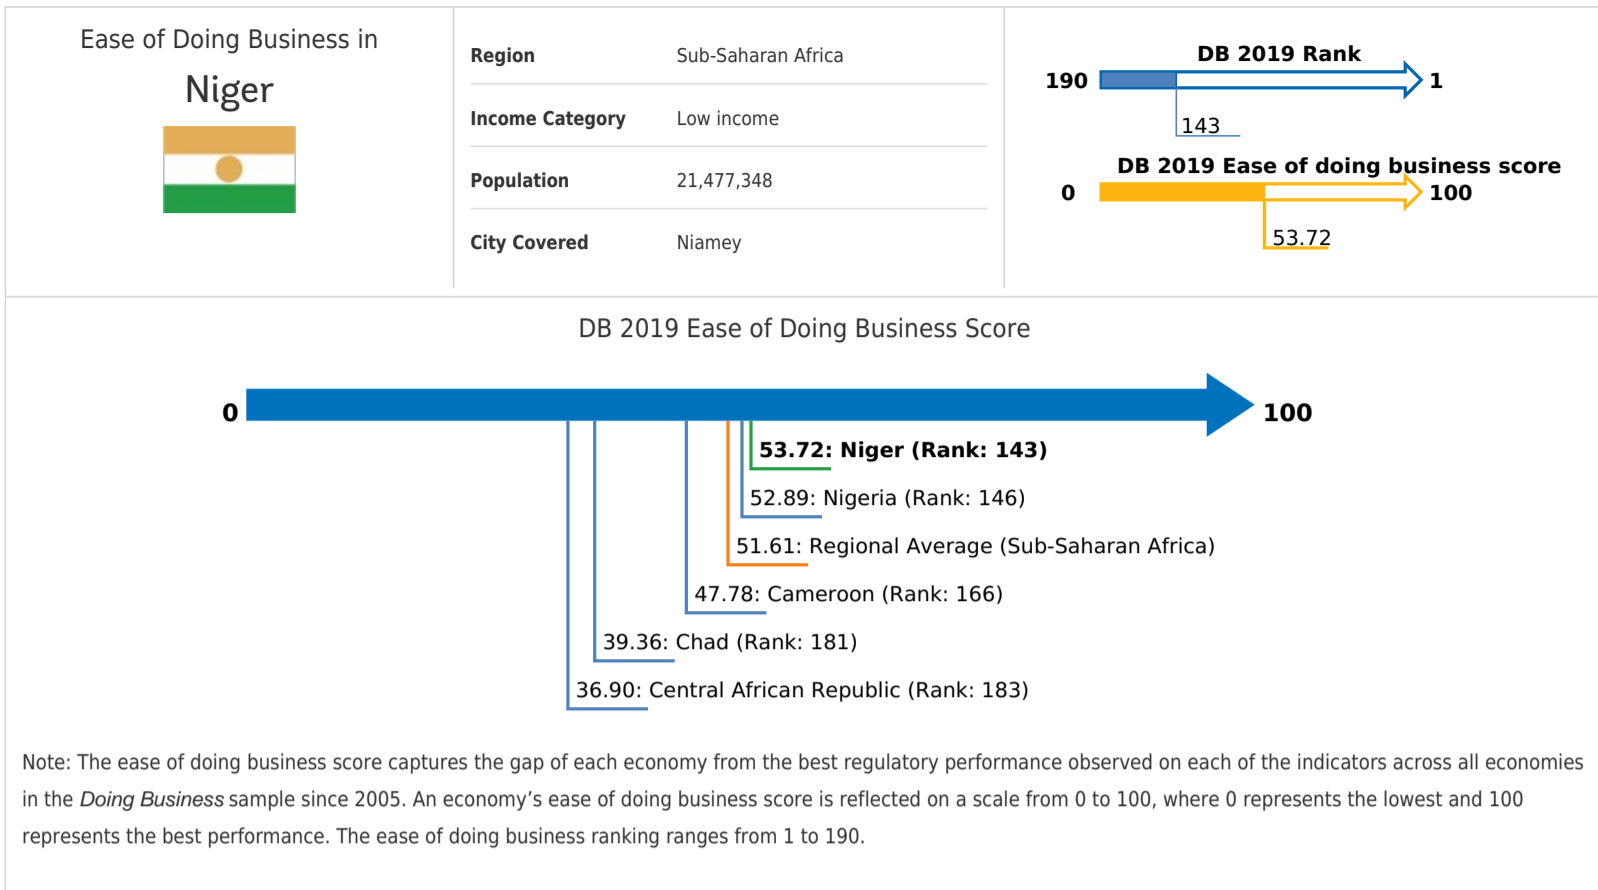 Ease of Doing Business in
Niger
Region Sub-Saharan Africa
Income Category Low income
Population 21,477,348
City Covered Niamey
DB 2019 Rank
190 1
143
DB 2019 Ease of doing business score
0 100
53.72
DB 2019 Ease of Doing Business Score
0 100
53.72: Niger (Rank: 143)
52.89: Nigeria (Rank: 146)
51.61: Regional Average (Sub-Saharan Africa)
47.78: Cameroon (Rank: 166)
39.36: Chad (Rank: 181)
36.90: Central African Republic (Rank: 183)
Note: The ease of doing business score captures the gap of each economy from the best regulatory performance observed on each of the indicators across all economies
in the Doing Business sample since 2005. An economy’s ease of doing business score is reflected on a scale from 0 to 100, where 0 represents the lowest and 100
represents the best performance. The ease of doing business ranking ranges from 1 to 190.